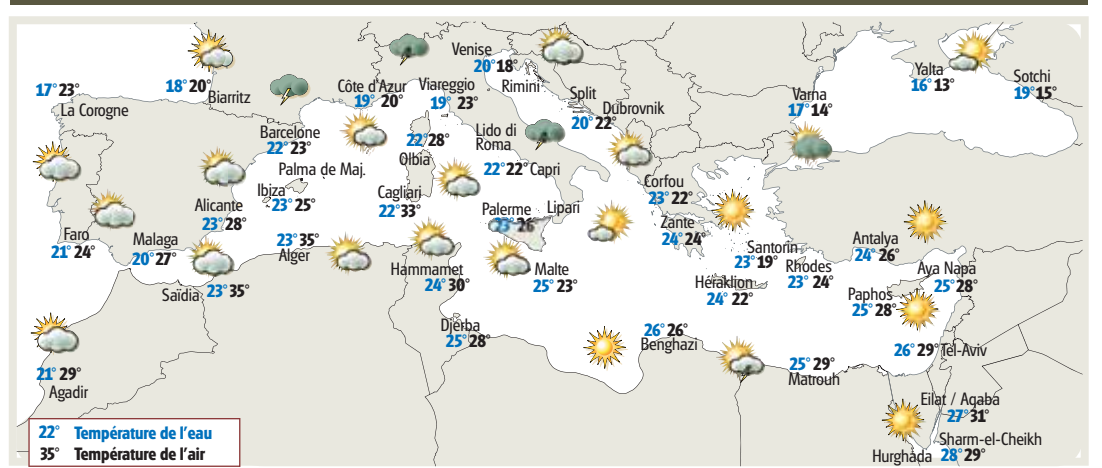 17° 23°
La Corogne
18° 20°
Biarritz
Côte d'Azur
19° 20°
Viareggio
19° 23°
Venise
20° 18°
Rimini
Split
20° 22°
Dubrovnik
Varna
17° 14°
Yalta
16° 13°
Sotchi
19° 15°
Barcelone
22° 23°
Palma de Maj.
Ibiza
23° 25°
22° 28°
Olbia
Lido di
Roma
22° 22° Capri
Cagliari
22° 33°
Palerme
23° 26°
Lipari
Corfou
23° 22°
Zante
24° 24°
Alicante
23° 28°
Faro
21° 24°
Malaga
20° 27°
Saïdia 23° 35°
23° 35°
Alger
Hammamet
24° 30°
Malte
25° 23°
Santorin
23° 19°
Rhodes
23° 24°
Héraklion
24° 22°
Antalya
24° 26°
Aya Napa
25° 28°
Paphos
25° 28°
Djerba
25° 28°
26° 26°
Benghazi
25° 29°
Matrouh
26° 29° Tel-Aviv
21° 29°
Agadir
Eilat / Aqaba
27° 31°
Sharm-el-Cheikh
28° 29°
Hurghada
22° Température de l'eau
35° Température de l'air